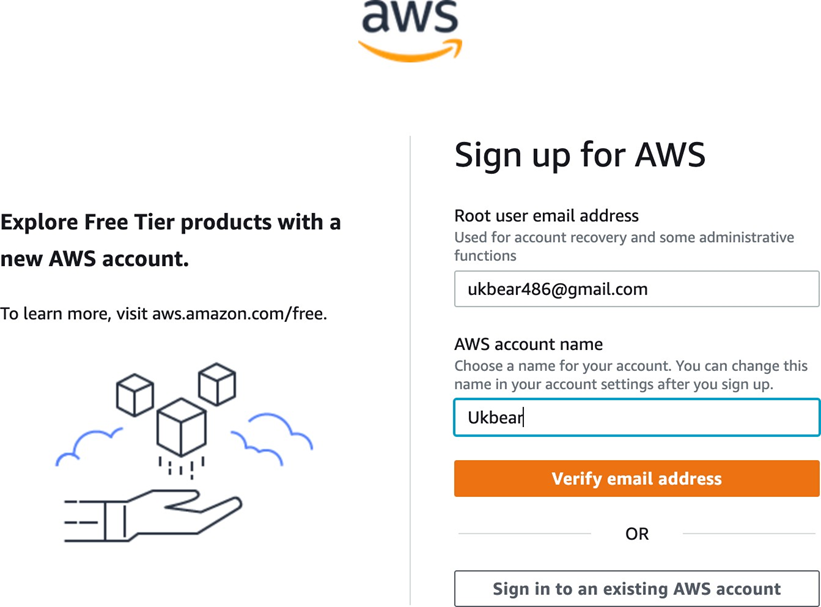 aws
Explore Free Tier products with a
new AWS account.
To learn more, visit aws.amazon.com/free.
Sign up for AWS
Root user email address
Used for account recovery and some administrative
functions
ukbear486@gmail.com
AWS account name
Choose a name for your account. You can change this
name in your account settings after you sign up.
Ukbear
Verify email address
OR
Sign in to an existing AWS account